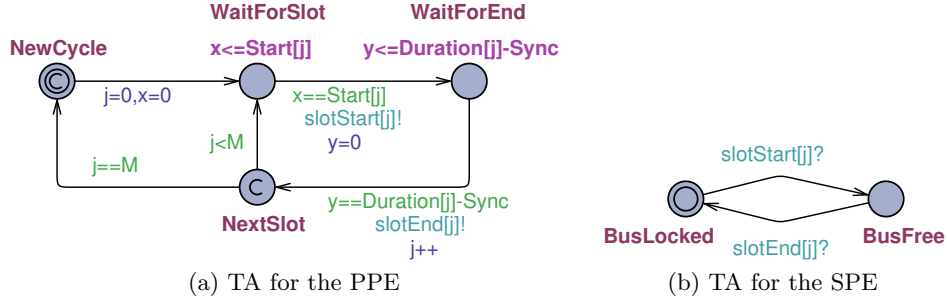 WaitForSlot WaitForEnd
NewCycle x<=Start[j] y<=Duration[j]-Sync
C
j=0,x=0 x==Start[j]
slotStart[j]!
y=0
j<M
j==M
C
NextSlot
y==Duration[j]-Sync
slotEnd[j]!
j++
(a) TA for the PPE
slotStart[j]?
BusLocked BusFree
slotEnd[j]?
(b) TA for the SPE